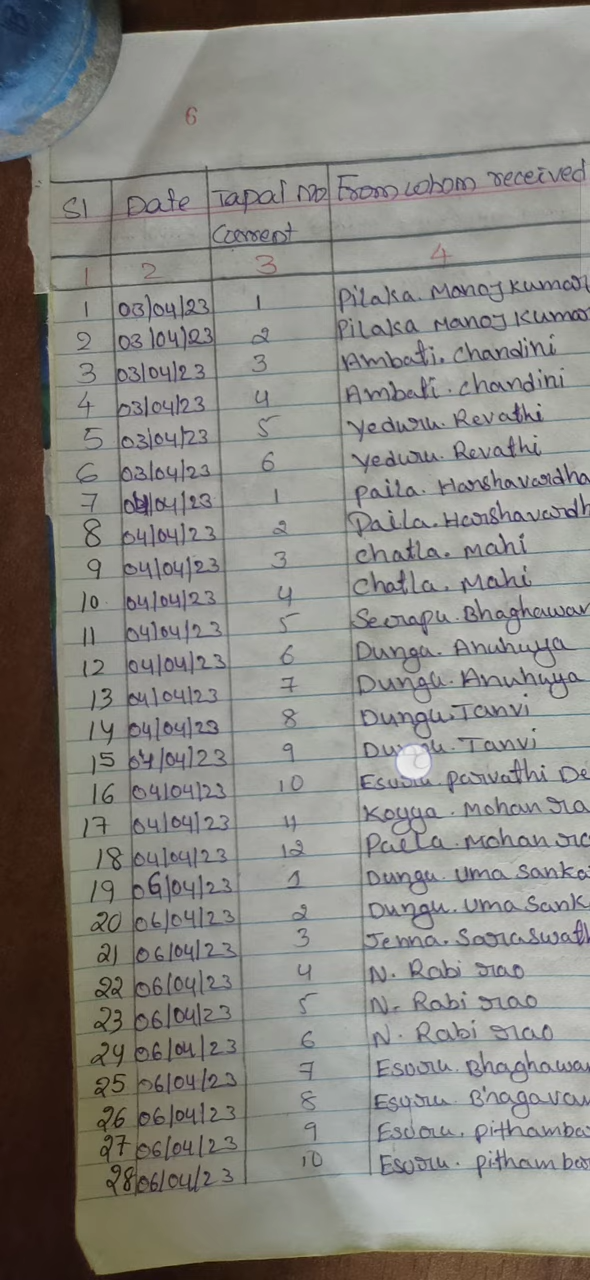 6
Sl Date Tapal No From whom received
Current
1 2 3 4
1 03/04/23 1 Pilaka. Manoj Kumar
2 03/04/23 2 Pilaka Manoj Kumar
3 03/04/23 3 Ambati. Chandini
4 03/04/23 4 Ambati. Chandini
5 03/04/23 5 Yeduru. Revathi
6 03/04/23 6 Yeduru. Revathi
7 04/04/23 1 Paila. Harshavardha
8 04/04/23 2 Paila. Harshavardh
9 04/04/23 3 Chatla. Mahi
10 04/04/23 4 Chatla. Mahi
11 04/04/23 5 Seerapu. Bhaghawan
12 04/04/23 6 Dungu. Anuhuya
13 04/04/23 7 Dungu. Anuhuya
14 04/04/23 8 Dungu. Tanvi
15 04/04/23 9 Dungu. Tanvi
16 04/04/23 10 Esuru parvathi De
17 04/04/23 11 Koyya. Mohan ra
18 04/04/23 12 Paila. Mohan ra
19 06/04/23 1 Dungu. Uma Sanka
20 06/04/23 2 Dungu. Uma Sank
21 06/04/23 3 Jenna. Saraswath
22 06/04/23 4 N. Rabi rao
23 06/04/23 5 N. Rabi rao
24 06/04/23 6 N. Rabi rao
25 06/04/23 7 Esuru. Bhaghawa
26 06/04/23 8 Esuru Bhagavan
27 06/04/23 9 Esuru. pithamba
28 06/04/23 10 Esuru. pithambar